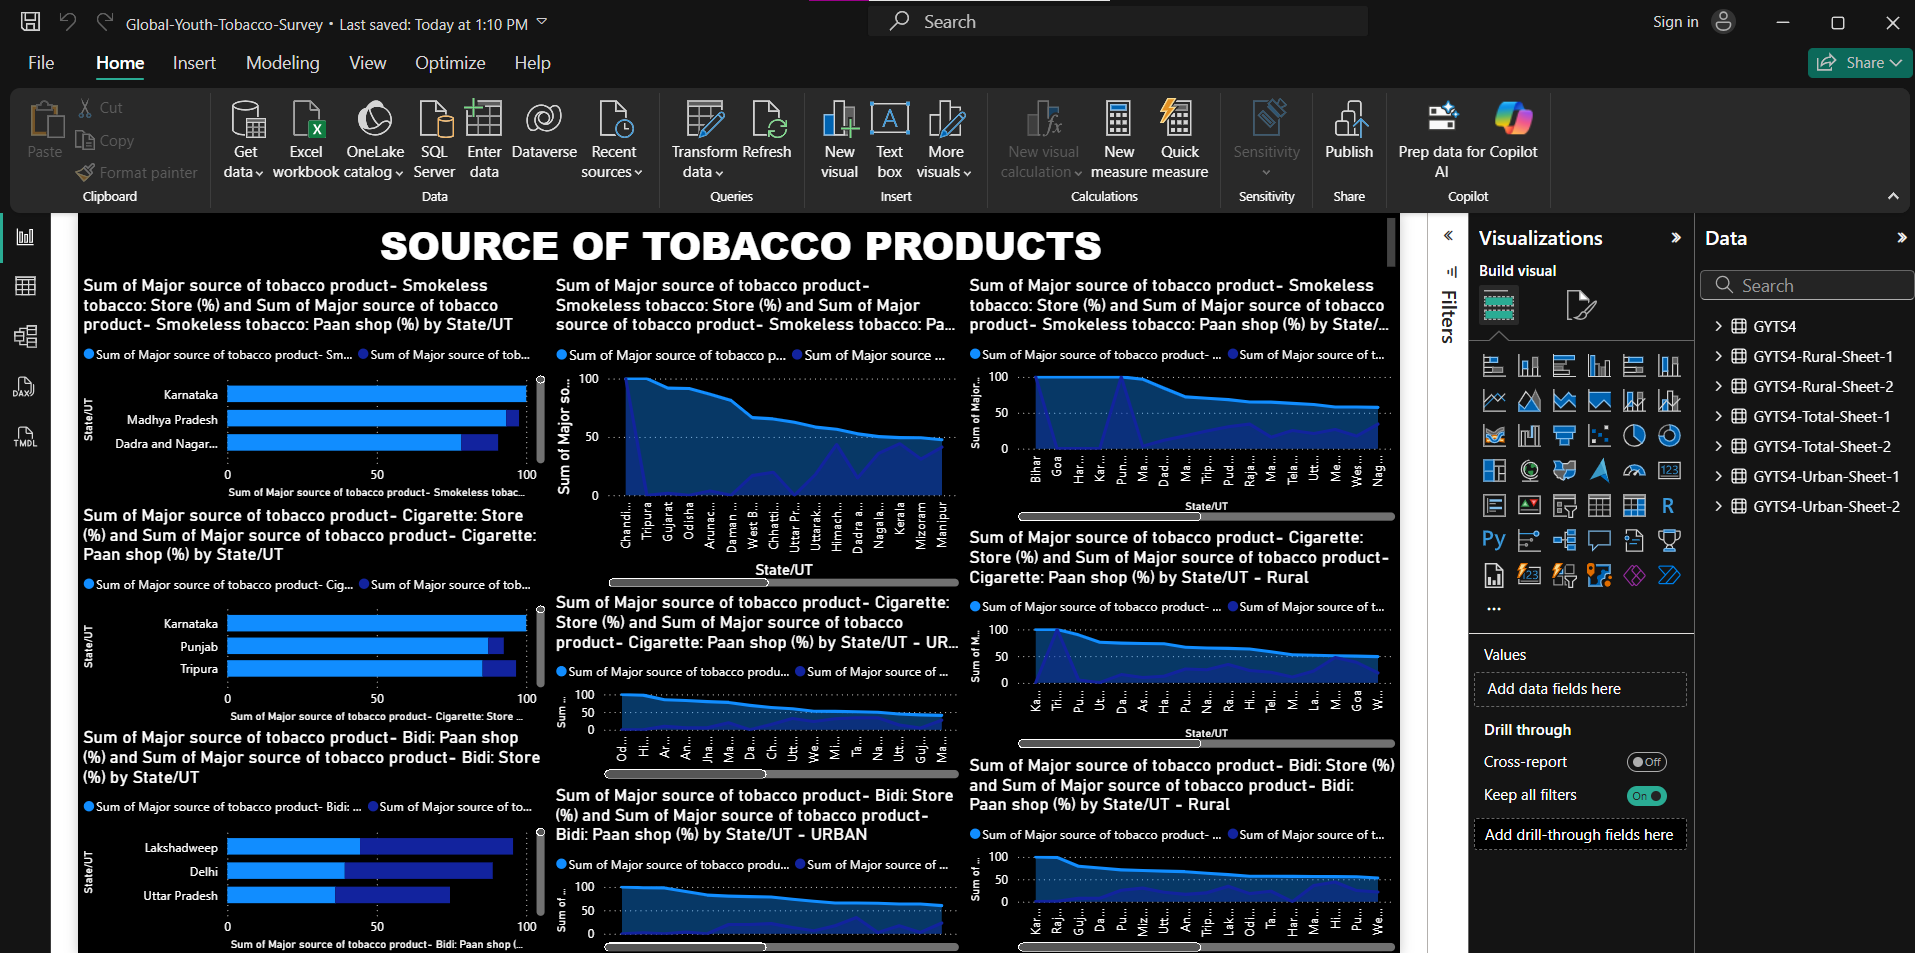 Global-Youth-Tobacco-Survey • Last saved: Today at 1:10 PM
Search
Sign in
File
Home
Insert
Modeling
View
Optimize
Help
Share
Paste
Cut
Copy
Format painter
Clipboard
Get data
Excel workbook
OneLake catalog
SQL Server
Enter data
Dataverse
Recent sources
Data
Transform data
Refresh
Queries
New visual
Text box
More visuals
Insert
New visual calculation
New measure
Quick measure
Calculations
Sensitivity
Sensitivity
Publish
Share
Prep data for AI
Copilot
Copilot
SOURCE OF TOBACCO PRODUCTS
Sum of Major source of tobacco product- Smokeless
tobacco: Store (%) and Sum of Major source of tobacco
product- Smokeless tobacco: Paan shop (%) by State/UT
Sum of Major source of tobacco product- Sm...
Sum of Major source of tob...
State/UT
Karnataka
Madhya Pradesh
Dadra and Nagar...
0
50
100
Sum of Major source of tobacco product- Smokeless tobac...
Sum of Major source of tobacco product- Cigarette: Store
(%) and Sum of Major source of tobacco product- Cigarette:
Paan shop (%) by State/UT
Sum of Major source of tobacco product- Cig...
Sum of Major source of tob...
State/UT
Karnataka
Punjab
Tripura
0
50
100
Sum of Major source of tobacco product- Cigarette: Store ...
Sum of Major source of tobacco product- Bidi: Paan shop
(%) and Sum of Major source of tobacco product- Bidi: Store
(%) by State/UT
Sum of Major source of tobacco product- Bidi: ...
Sum of Major source of to...
State/UT
Lakshadweep
Delhi
Uttar Pradesh
0
50
100
Sum of Major source of tobacco product- Bidi: Paan shop (...
Sum of Major source of tobacco product-
Smokeless tobacco: Store (%) and Sum of Major
source of tobacco product- Smokeless tobacco: Pa...
Sum of Major source of tobacco p...
Sum of Major source ...
Sum of Major so...
100
50
0
Chandi...
Tripura
Gujarat
Odisha
Arunac...
Daman ...
West B...
Chhatti...
Uttar Pr...
Uttarak...
Himach...
Dadra a...
Nagala...
Kerala
Mizoram
Manipur
State/UT
Sum of Major source of tobacco product- Cigarette:
Store (%) and Sum of Major source of tobacco
product- Cigarette: Paan shop (%) by State/UT - UR...
Sum of Major source of tobacco produ...
Sum of Major source of ...
Sum ...
100
50
0
Od...
Hi...
Ar...
An...
Jha...
Ma...
Da...
Ch...
Utt...
We...
Mi...
Ta...
Na...
Utt...
Guj...
Ma...
Sum of Major source of tobacco product- Bidi: Store
(%) and Sum of Major source of tobacco product-
Bidi: Paan shop (%) by State/UT - URBAN
Sum of Major source of tobacco produ...
Sum of Major source of ...
Sum of...
100
50
0
Sum of Major source of tobacco product- Smokeless
tobacco: Store (%) and Sum of Major source of tobacco
product- Smokeless tobacco: Paan shop (%) by State/...
Sum of Major source of tobacco product- ...
Sum of Major source of t...
Sum of Major...
100
50
0
Bihar
Goa
Har...
Kar...
Pun...
Ma...
Dad...
Ma...
Trip...
Pud...
Raja...
Ma...
Tela...
Utt...
Me...
Wes...
Nag...
State/UT
Sum of Major source of tobacco product- Cigarette:
Store (%) and Sum of Major source of tobacco product-
Cigarette: Paan shop (%) by State/UT - Rural
Sum of Major source of tobacco product- ...
Sum of Major source of t...
Sum of M...
100
50
0
Ka...
Tri...
Pu...
Ut...
Da...
As...
Ha...
Pu...
Na...
Ra...
Hi...
Tel...
M...
La...
M...
Goa
W...
State/UT
Sum of Major source of tobacco product- Bidi: Store (%)
and Sum of Major source of tobacco product- Bidi:
Paan shop (%) by State/UT - Rural
Sum of Major source of tobacco product- ...
Sum of Major source of t...
Sum of ...
100
50
0
Kar...
Raj...
Guj...
Da...
Pu...
Miz...
Utt...
An...
Trip...
Lak...
Odi...
Ta...
Har...
Ma...
Hi...
Pu...
We...
Filters
Visualizations
Build visual
R
Py
123
123
...
Values
Add data fields here
Drill through
Cross-report
Off
Keep all filters
On
Add drill-through fields here
Data
Search
GYTS4
GYTS4-Rural-Sheet-1
GYTS4-Rural-Sheet-2
GYTS4-Total-Sheet-1
GYTS4-Total-Sheet-2
GYTS4-Urban-Sheet-1
GYTS4-Urban-Sheet-2
DAX
TMDL